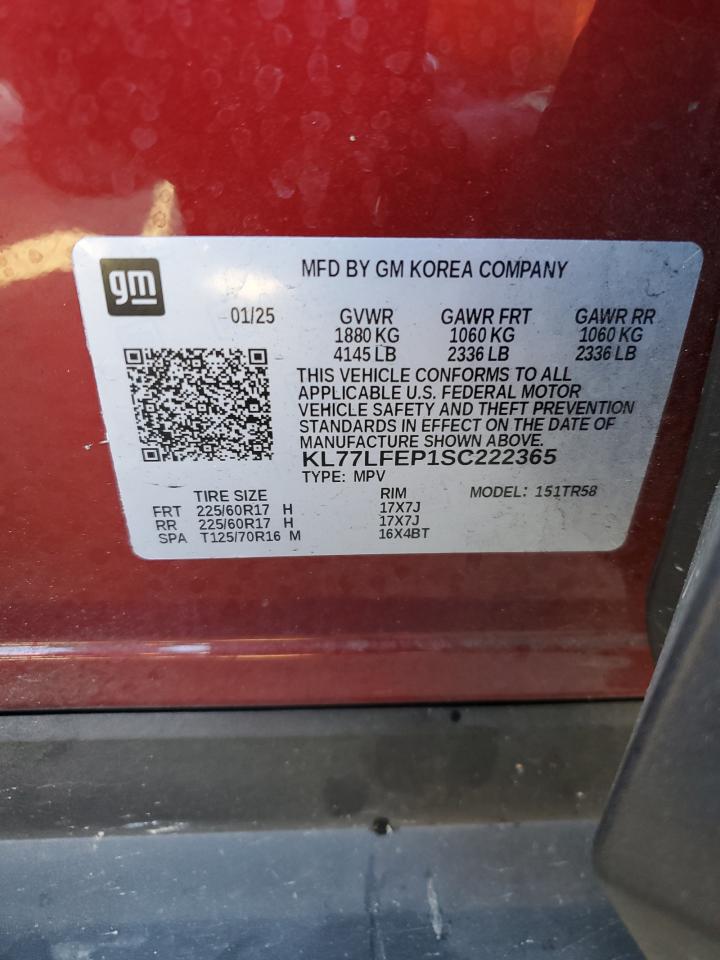 gm
MFD BY GM KOREA COMPANY
01/25 GVWR GAWR FRT GAWR RR
1880 KG 1060 KG 1060 KG
4145 LB 2336 LB 2336 LB
THIS VEHICLE CONFORMS TO ALL
APPLICABLE U.S. FEDERAL MOTOR
VEHICLE SAFETY AND THEFT PREVENTION
STANDARDS IN EFFECT ON THE DATE OF
MANUFACTURE SHOWN ABOVE.
KL77LFEP1SC222365
TYPE: MPV
TIRE SIZE RIM MODEL: 151TR58
FRT 225/60R17 H 17X7J
RR 225/60R17 H 17X7J
SPA T125/70R16 M 16X4BT